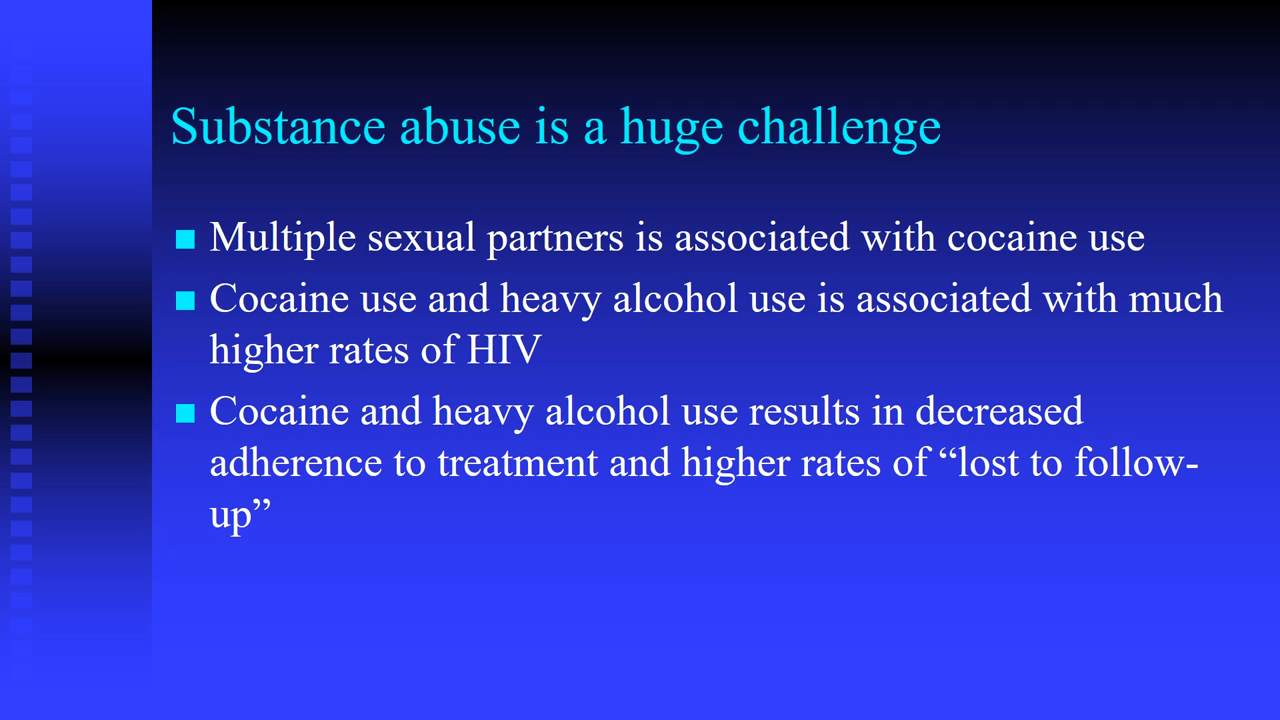 Substance abuse is a huge challenge
Multiple sexual partners is associated with cocaine use
Cocaine use and heavy alcohol use is associated with much
higher rates of HIV
Cocaine and heavy alcohol use results in decreased
adherence to treatment and higher rates of “lost to follow-
up”